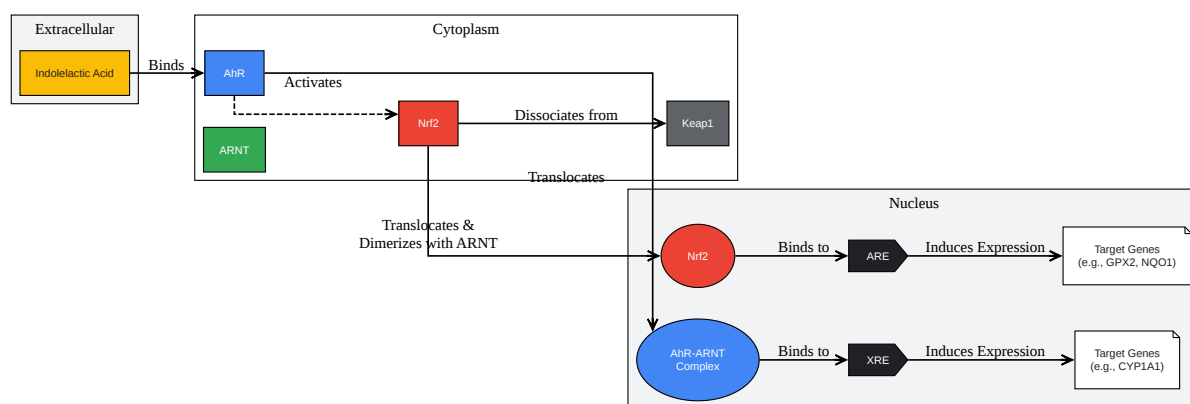 Extracellular
Indolelactic Acid
Binds
Cytoplasm
AhR
Activates
Nrf2
Dissociates from
Keap1
ARNT
Translocates
Translocates &
Dimerizes with ARNT
Nucleus
Nrf2
Binds to
ARE
Induces Expression
Target Genes
(e.g., GPX2, NQO1)
AhR-ARNT
Complex
Binds to
XRE
Induces Expression
Target Genes
(e.g., CYP1A1)